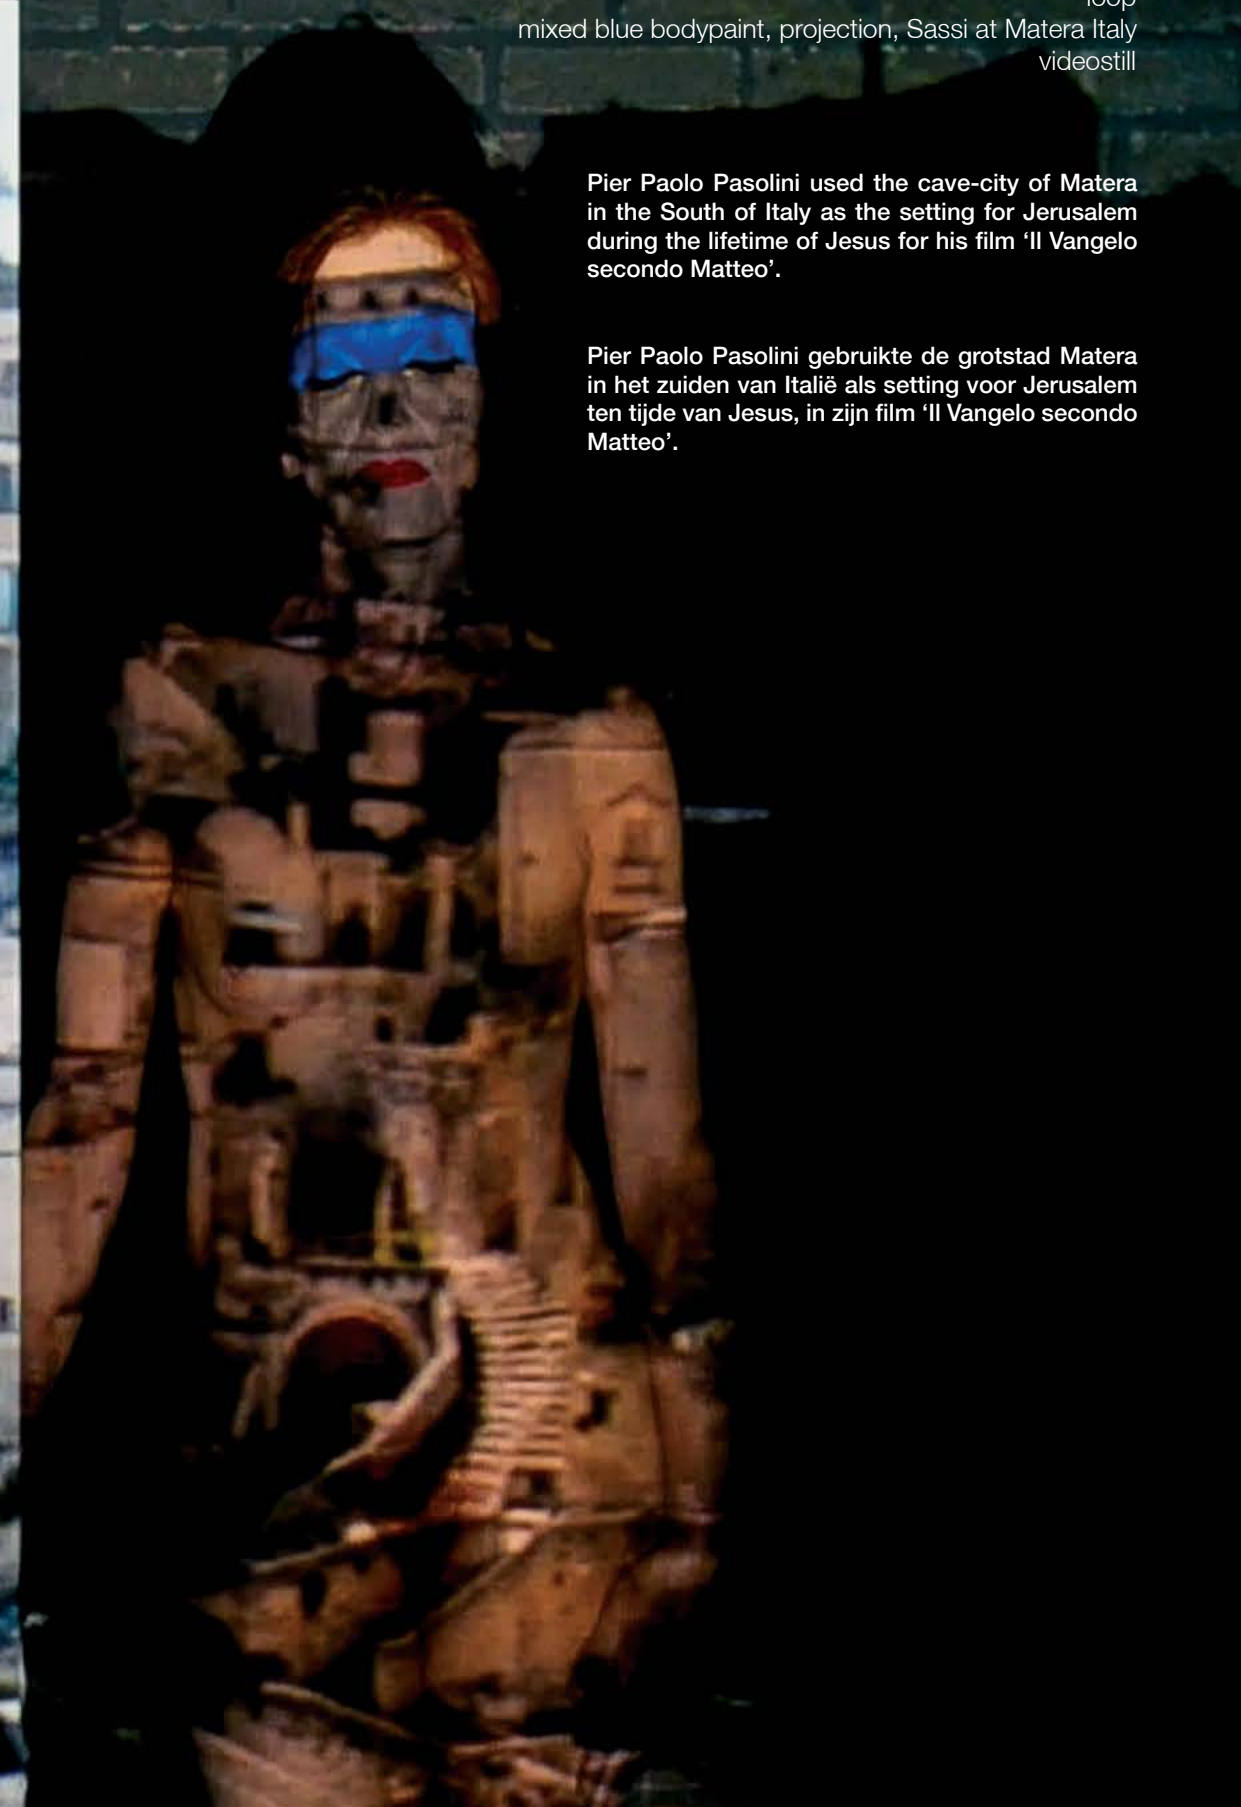 loop
mixed blue bodypaint, projection, Sassi at Matera Italy
videostill
Pier Paolo Pasolini used the cave-city of Matera
in the South of Italy as the setting for Jerusalem
during the lifetime of Jesus for his film ‘Il Vangelo
secondo Matteo’.
Pier Paolo Pasolini gebruikte de grotstad Matera
in het zuiden van Italië als setting voor Jerusalem
ten tijde van Jesus, in zijn film ‘Il Vangelo secondo
Matteo’.